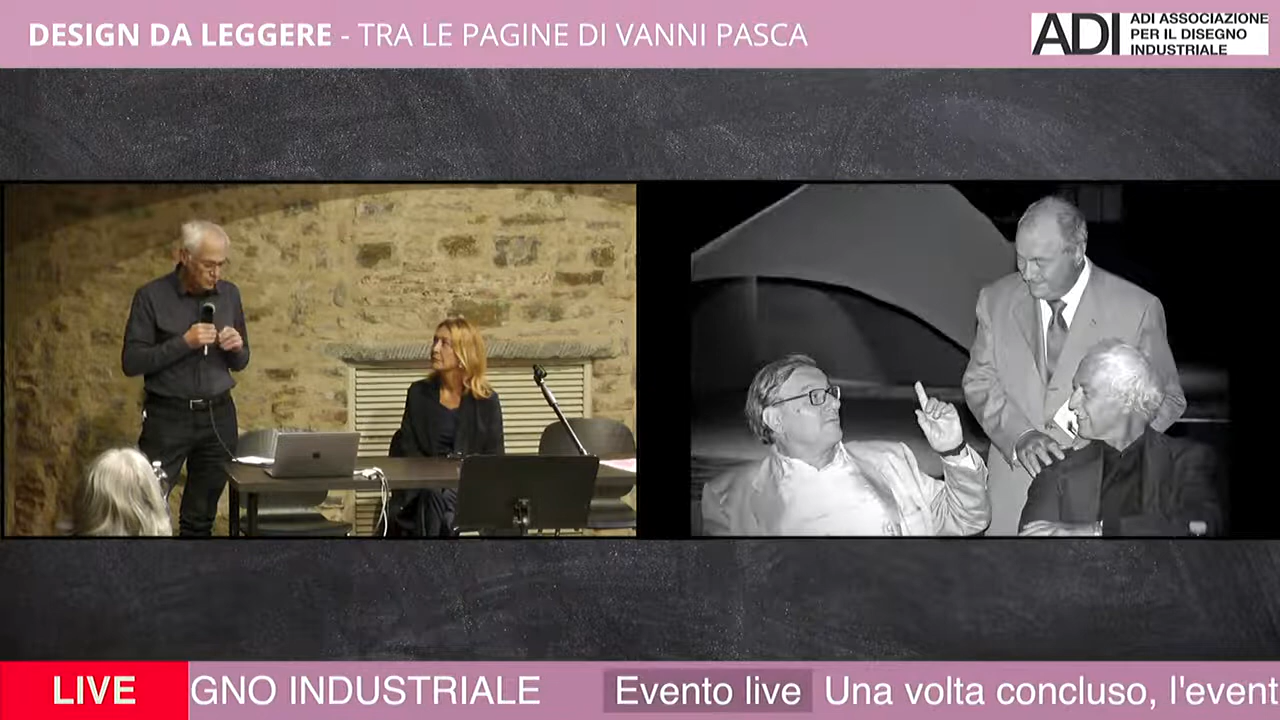 DESIGN DA LEGGERE - TRA LE PAGINE DI VANNI PASCA
ADI ADI ASSOCIAZIONE
PER IL DISEGNO
INDUSTRIALE
LIVE GNO INDUSTRIALE Evento live Una volta concluso, l'event